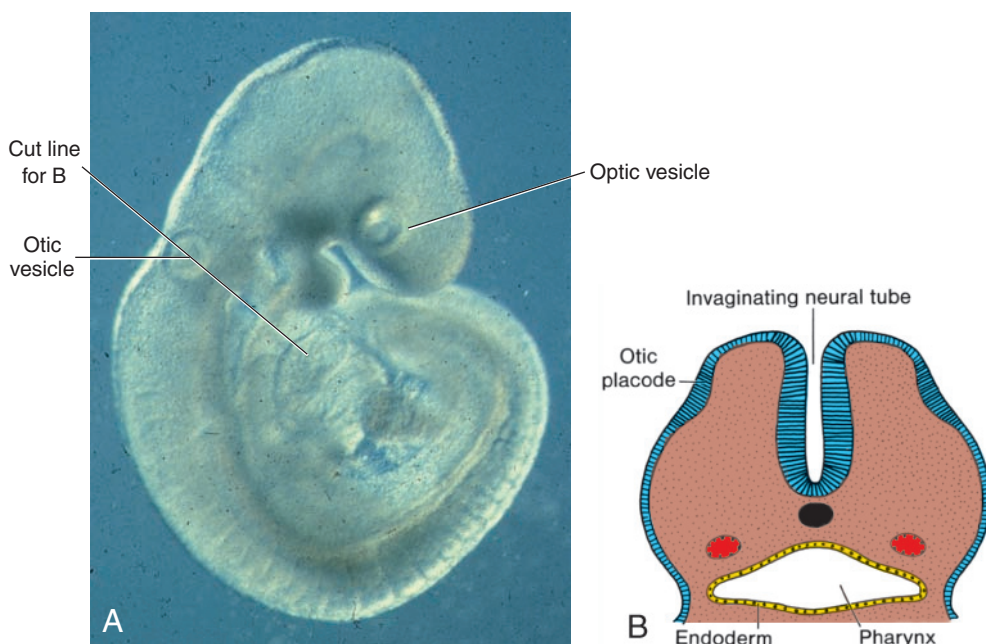 Cut line
for B
Otic
vesicle
Optic vesicle
A
Invaginating neural tube
Otic
placode
B
Endoderm
Pharynx